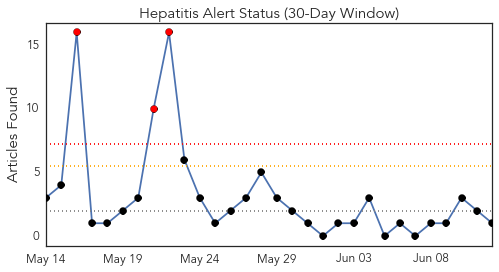 Hepatitis Alert Status (30-Day Window)
Articles Found
15
10
5
0
May 14
May 19
May 24
May 29
Jun 03
Jun 08